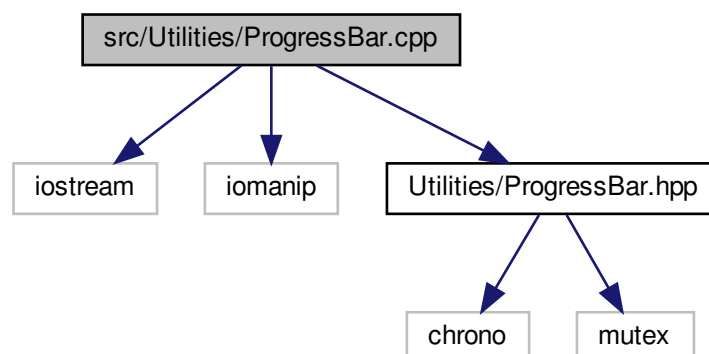 src/Utilities/ProgressBar.cpp
iostream
iomanip
Utilities/ProgressBar.hpp
chrono
mutex